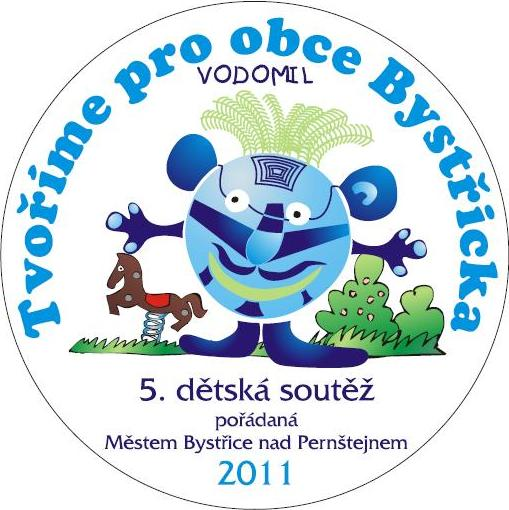 Tvoříme pro obce Bystřicka
VODOMIL
5. dětská soutěž
pořádaná
Městem Bystřice nad Pernštejnem
2011